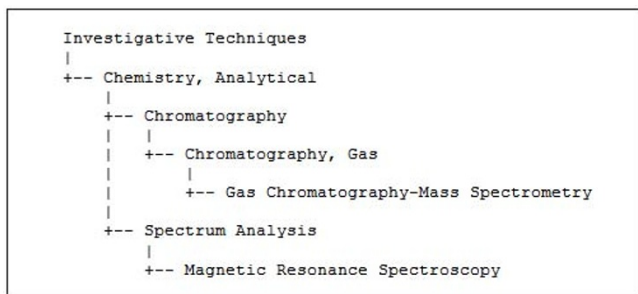 Investigative Techniques
|
+-- Chemistry, Analytical
|
+-- Chromatography
| |
| +-- Chromatography, Gas
| |
| +-- Gas Chromatography-Mass Spectrometry
|
+-- Spectrum Analysis
|
+-- Magnetic Resonance Spectroscopy